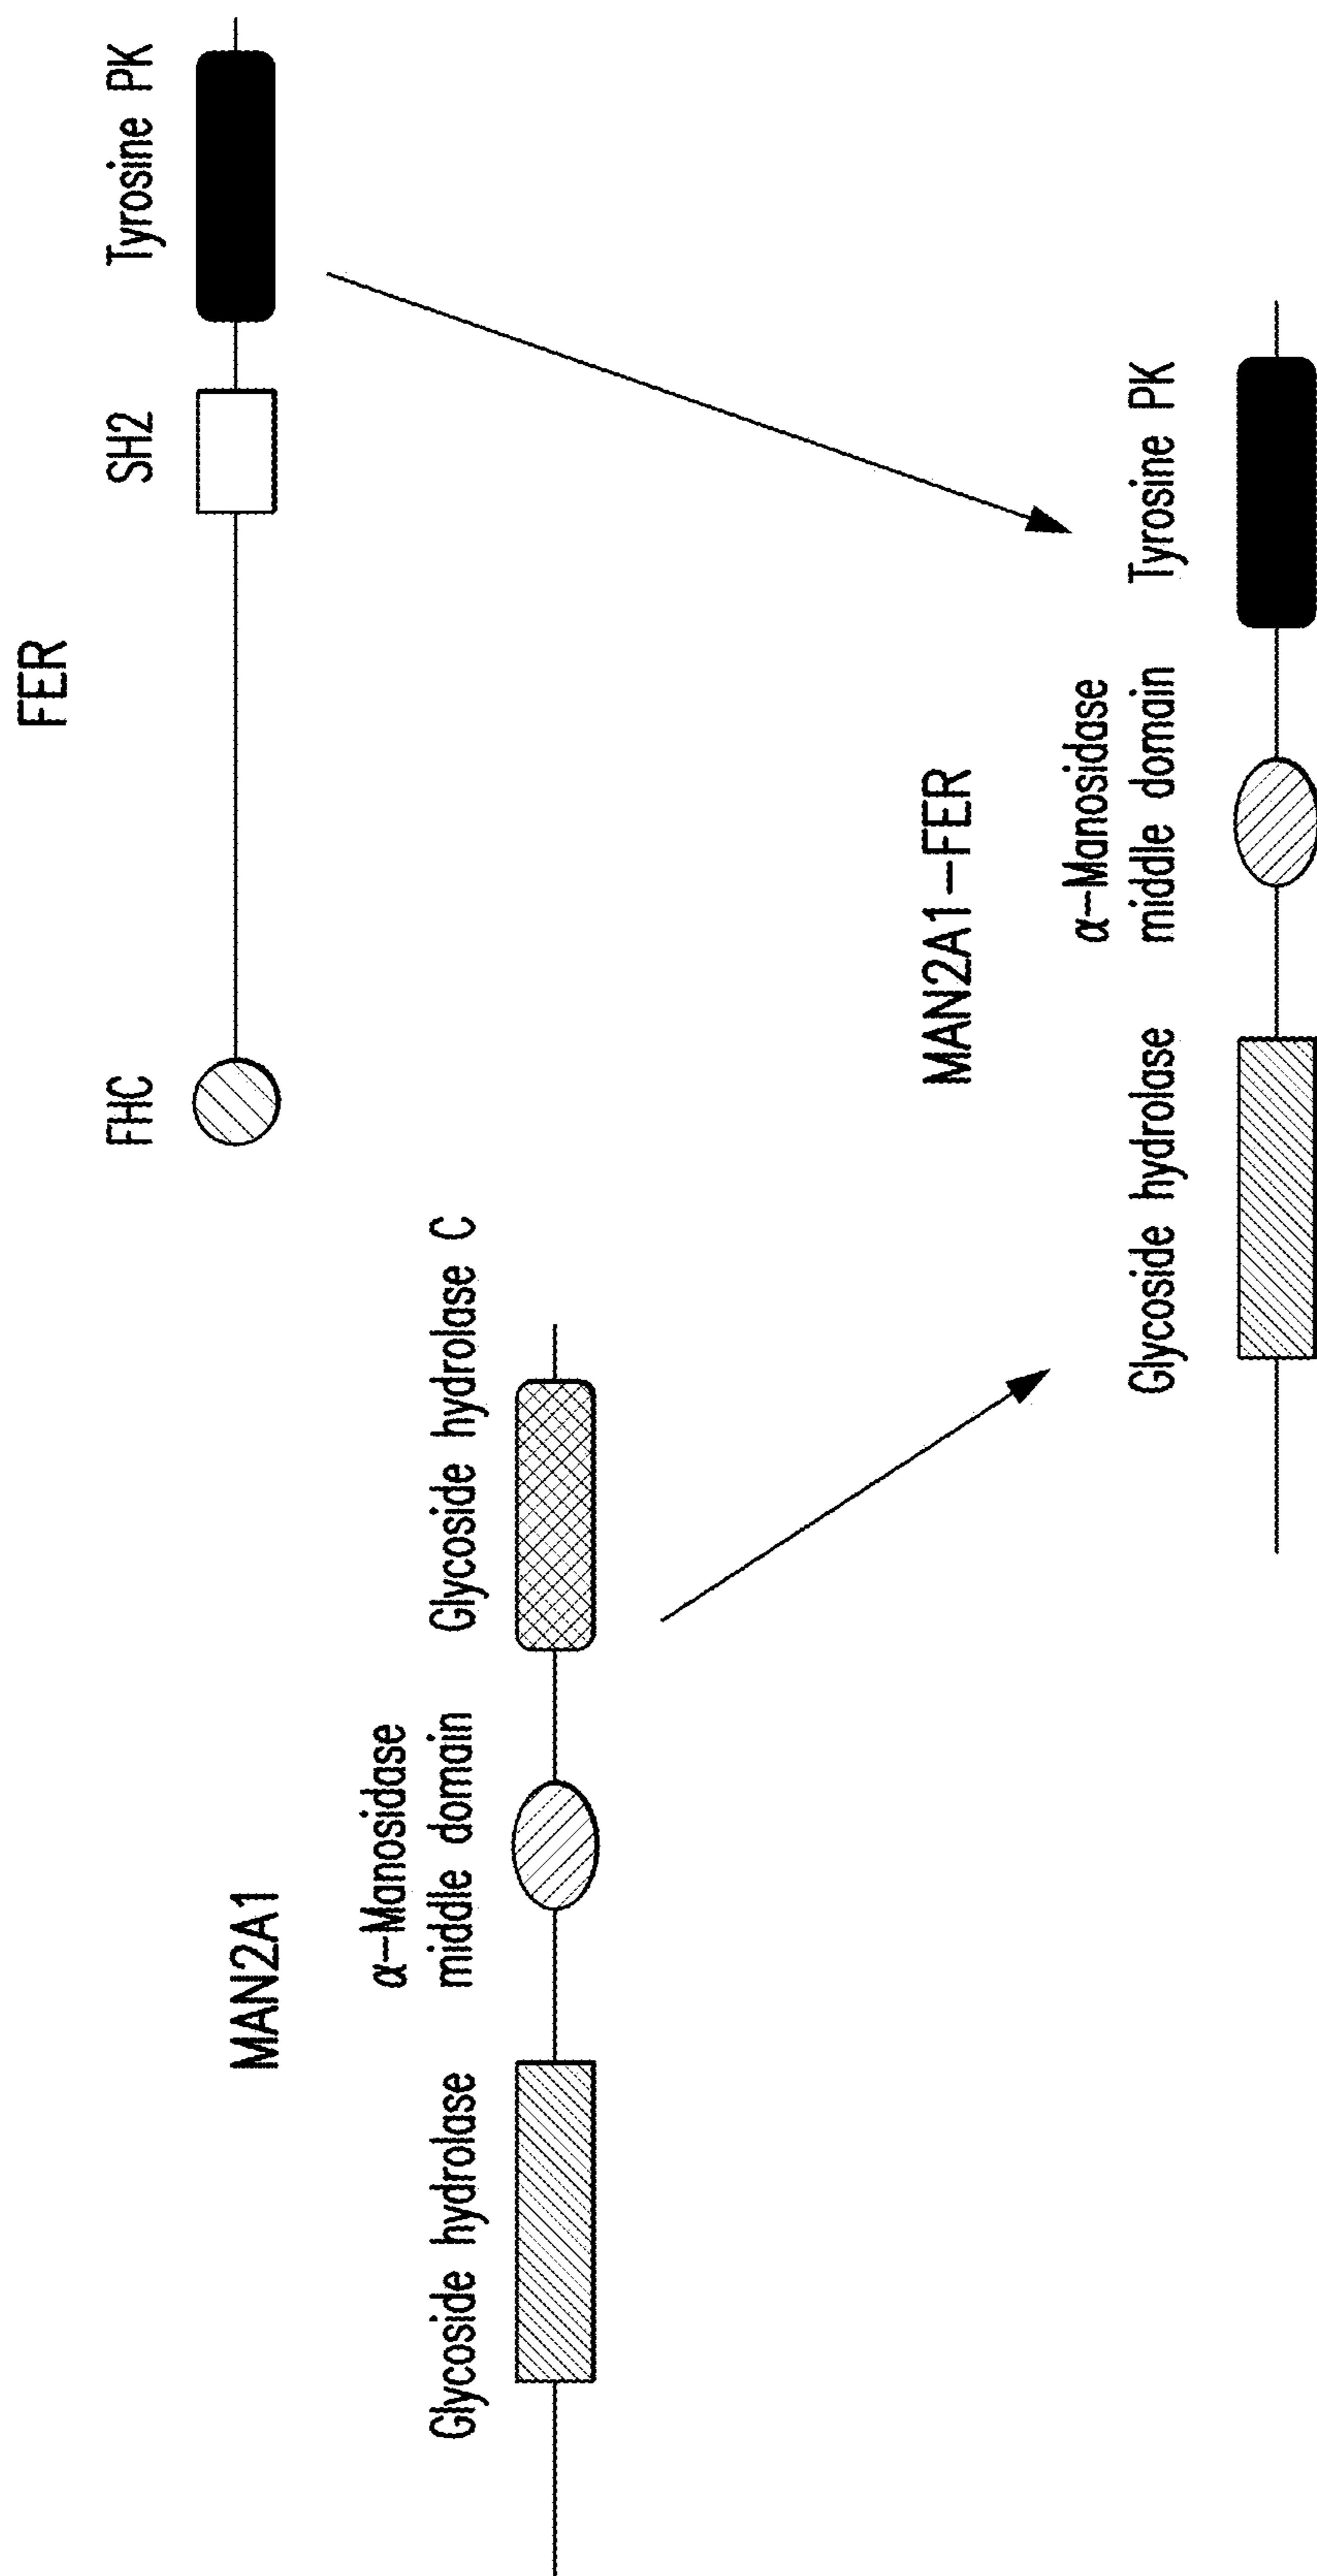 FER
FHC
SH2
Tyrosine PK
MAN2A1
Glycoside hydrolase
α-Manosidase
middle domain
Glycoside hydrolase C
MAN2A1-FER
Glycoside hydrolase
α-Manosidase
middle domain
Tyrosine PK